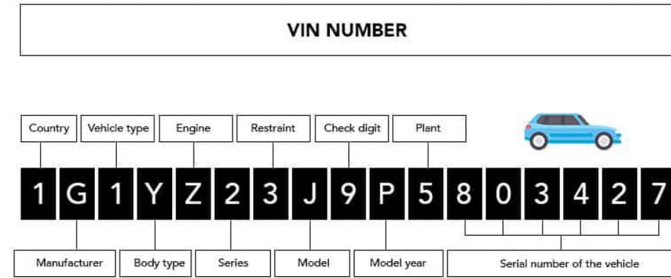 VIN NUMBER
Country Vehicle type Engine Restraint Check digit Plant
1 G 1 Y Z 2 3 J 9 P 5 8 0 3 4 2 7
Manufacturer Body type Series Model Model year Serial number of the vehicle